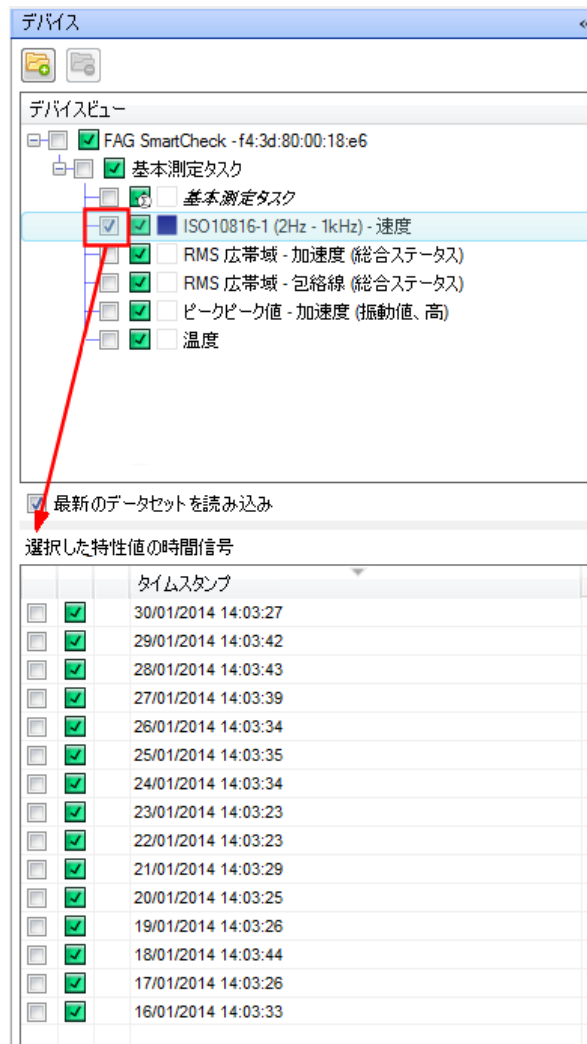 デバイス
デバイスビュー
FAG SmartCheck - f4:3d:80:00:18:e6
基本測定タスク
基本測定タスク
ISO10816-1 (2Hz - 1kHz) - 速度
RMS 広帯域 - 加速度 (総合ステータス)
RMS 広帯域 - 包絡線 (総合ステータス)
ピークピーク値 - 加速度 (振動値、高)
温度
最新のデータセットを読み込み
選択した特性値の時間信号
タイムスタンプ
30/01/2014 14:03:27
29/01/2014 14:03:42
28/01/2014 14:03:43
27/01/2014 14:03:39
26/01/2014 14:03:34
25/01/2014 14:03:35
24/01/2014 14:03:34
23/01/2014 14:03:23
22/01/2014 14:03:23
21/01/2014 14:03:29
20/01/2014 14:03:25
19/01/2014 14:03:26
18/01/2014 14:03:44
17/01/2014 14:03:26
16/01/2014 14:03:33